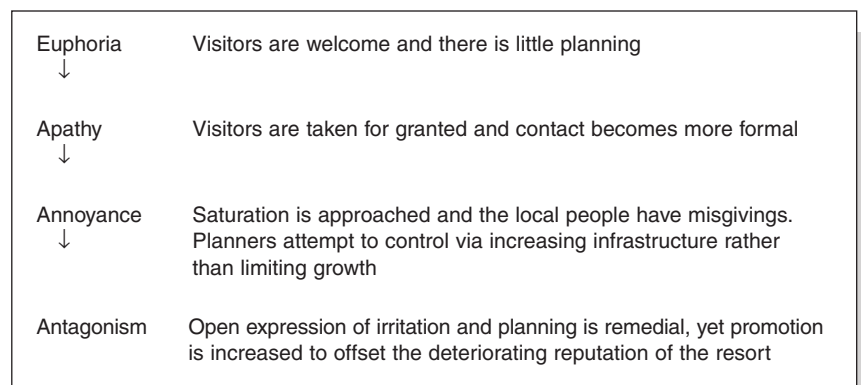 Euphoria Visitors are welcome and there is little planning
↓
Apathy Visitors are taken for granted and contact becomes more formal
↓
Annoyance Saturation is approached and the local people have misgivings.
↓ Planners attempt to control via increasing infrastructure rather
than limiting growth
Antagonism Open expression of irritation and planning is remedial, yet promotion
is increased to offset the deteriorating reputation of the resort